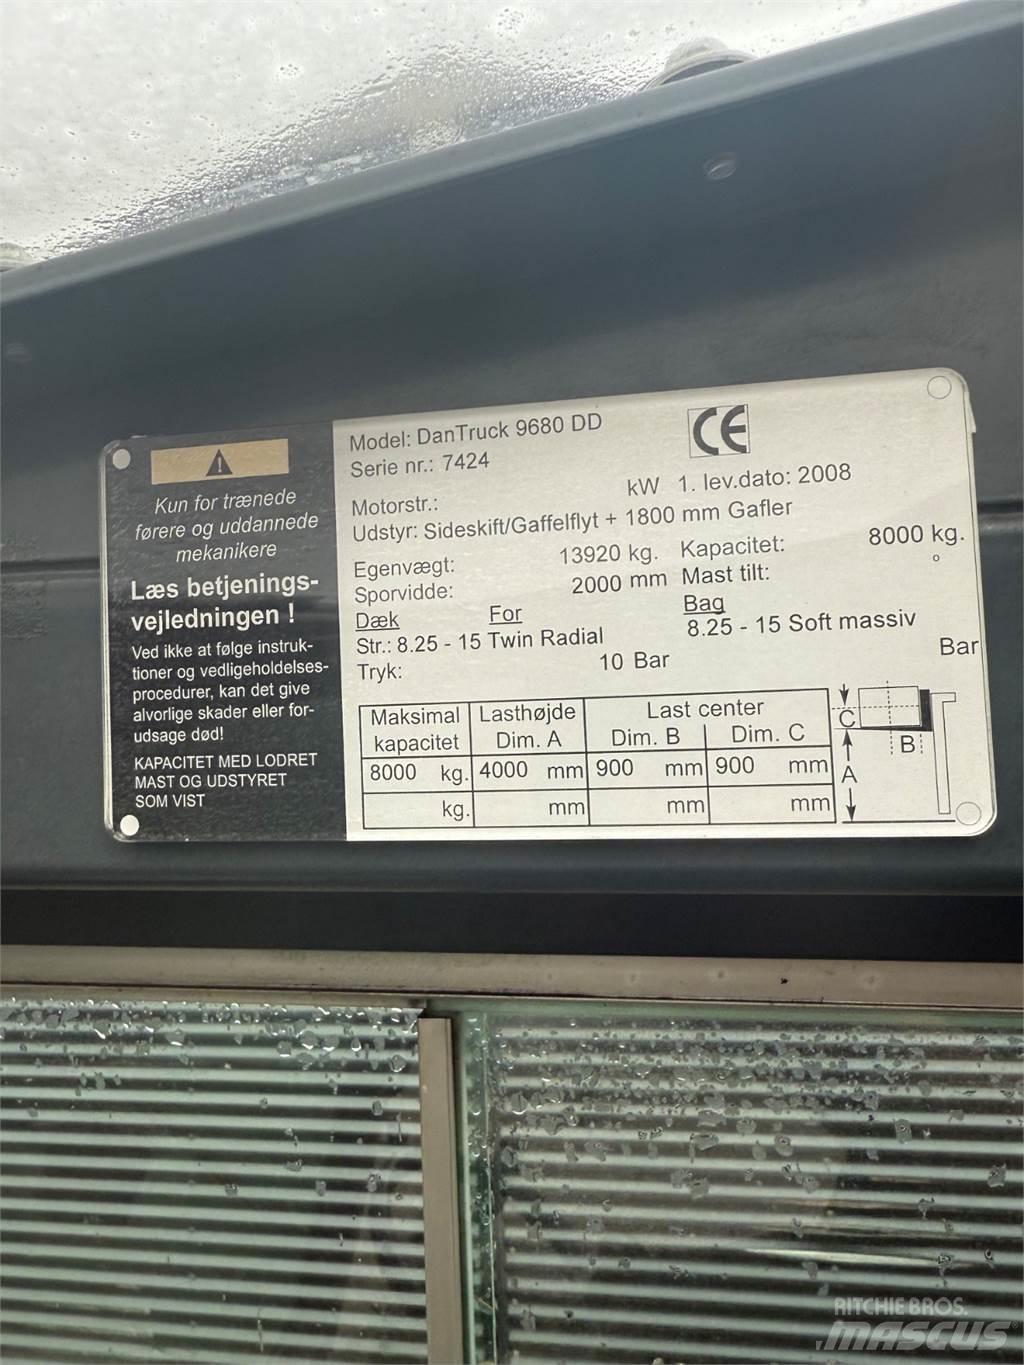 Kun for trænede
førere og uddannede
mekanikere
Læs betjenings-
vejledningen !
Ved ikke at følge instruk-
tioner og vedligeholdelses-
procedurer, kan det give
alvorlige skader eller for-
udsage død!
KAPACITET MED LODRET
MAST OG UDSTYRET
SOM VIST
Model: DanTruck 9680 DD
CE
Serie nr.: 7424
Motorstr.: kW 1. lev.dato: 2008
Udstyr: Sideskift/Gaffelflyt + 1800 mm Gafler
Egenvægt: 13920 kg. Kapacitet: 8000 kg.
Sporvidde: 2000 mm Mast tilt: °
Dæk For Bag
Str.: 8.25 - 15 Twin Radial 8.25 - 15 Soft massiv
Tryk: 10 Bar Bar
Maksimal Lasthøjde Last center
kapacitet Dim. A Dim. B Dim. C
8000 kg. 4000 mm 900 mm 900 mm
kg. mm mm mm
C
B
A
RITCHIE BROS.
MASCUS